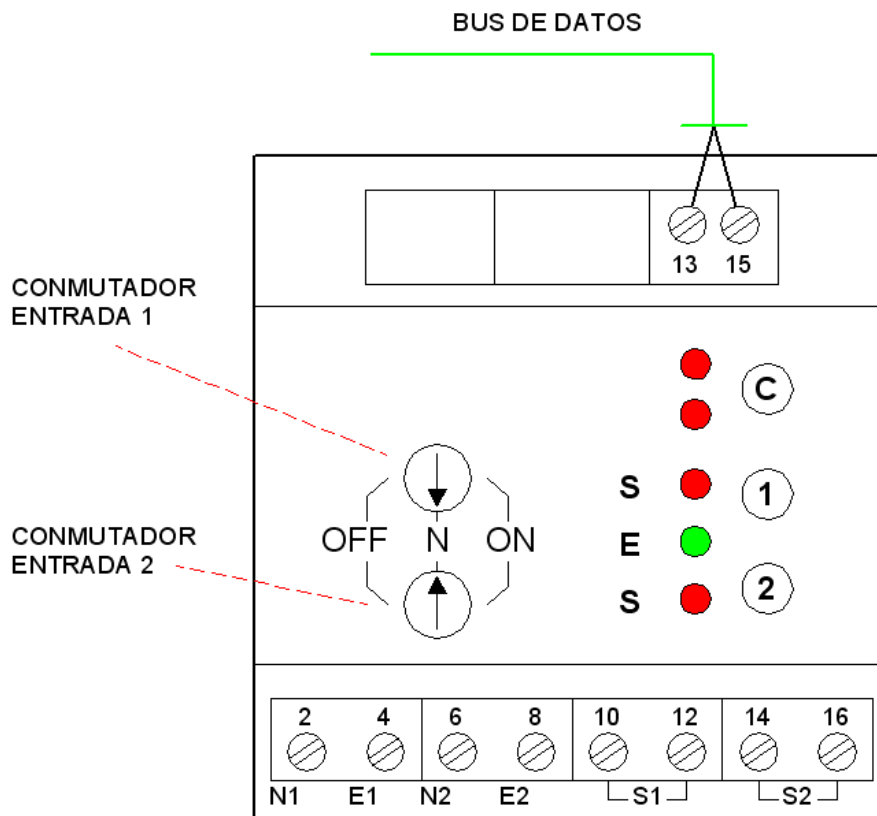 BUS DE DATOS
13 15
CONMUTADOR
ENTRADA 1
C
S 1
OFF N ON
E
CONMUTADOR
ENTRADA 2
S 2
2 4 6 8 10 12 14 16
N1 E1 N2 E2 S1 S2